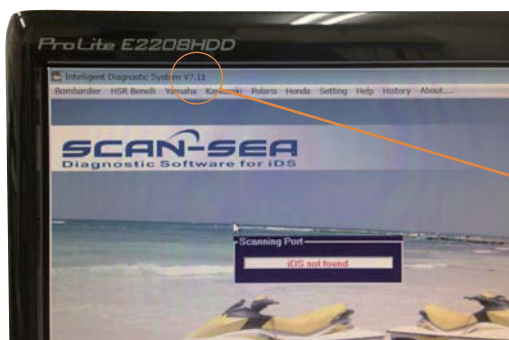 ProLite E2208HDD
Intelligent Diagnostic System V7.11
Bombardier HSR Benelli Yamaha Kawasaki Polaris Honda Setting Help History About....
SCAN-SEA
Diagnostic Software for iDS
Scanning Port
iDS not found